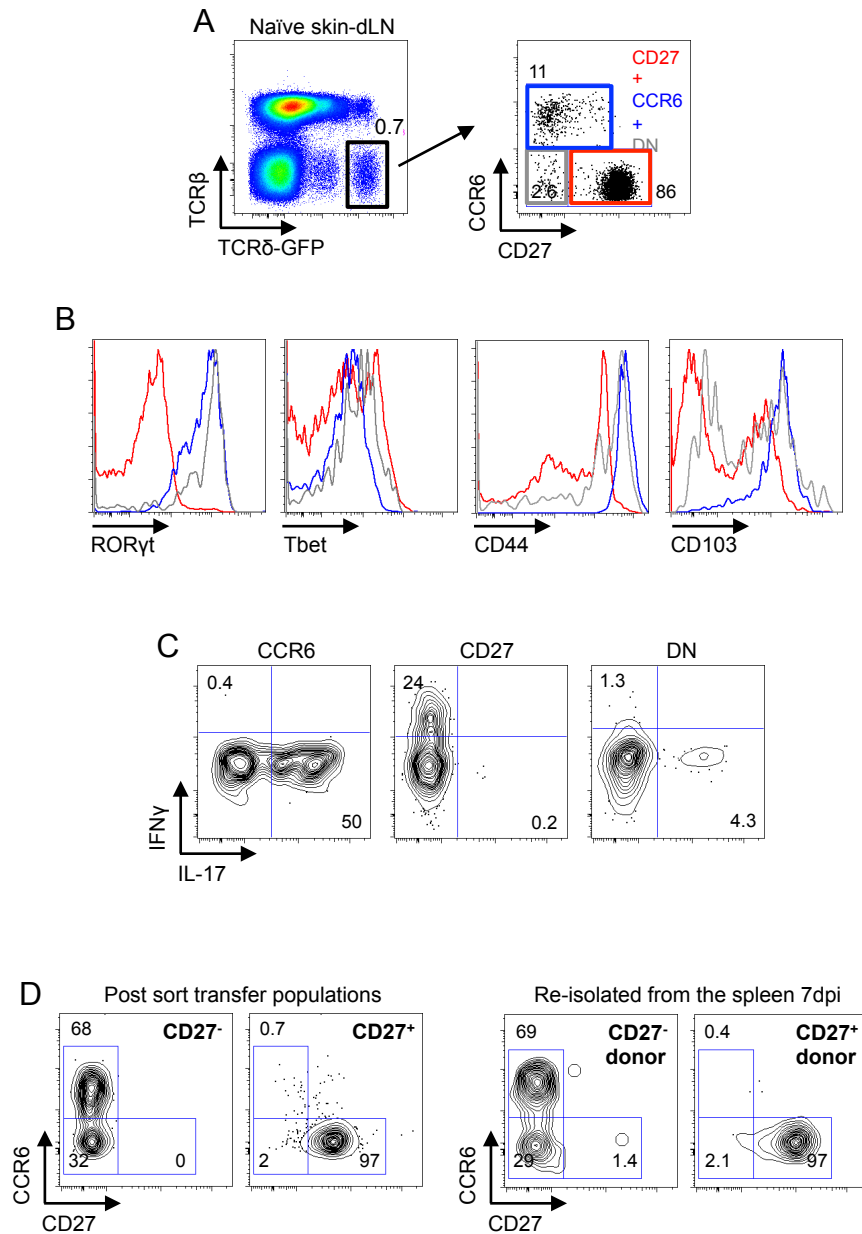 A
Naïve skin-dLN
0.7
TCRβ
TCRδ-GFP
11
CD27
+
CCR6
+
DN
2.6
86
CCR6
CD27
B
RORγt
Tbet
CD44
CD103
C
CCR6
CD27
DN
0.4
50
24
0.2
1.3
4.3
IFNγ
IL-17
D
Post sort transfer populations
Re-isolated from the spleen 7dpi
68
CD27-
32
0
0.7
CD27+
2
97
69
CD27-
donor
29
1.4
0.4
CD27+
donor
2.1
97
CCR6
CD27
CCR6
CD27